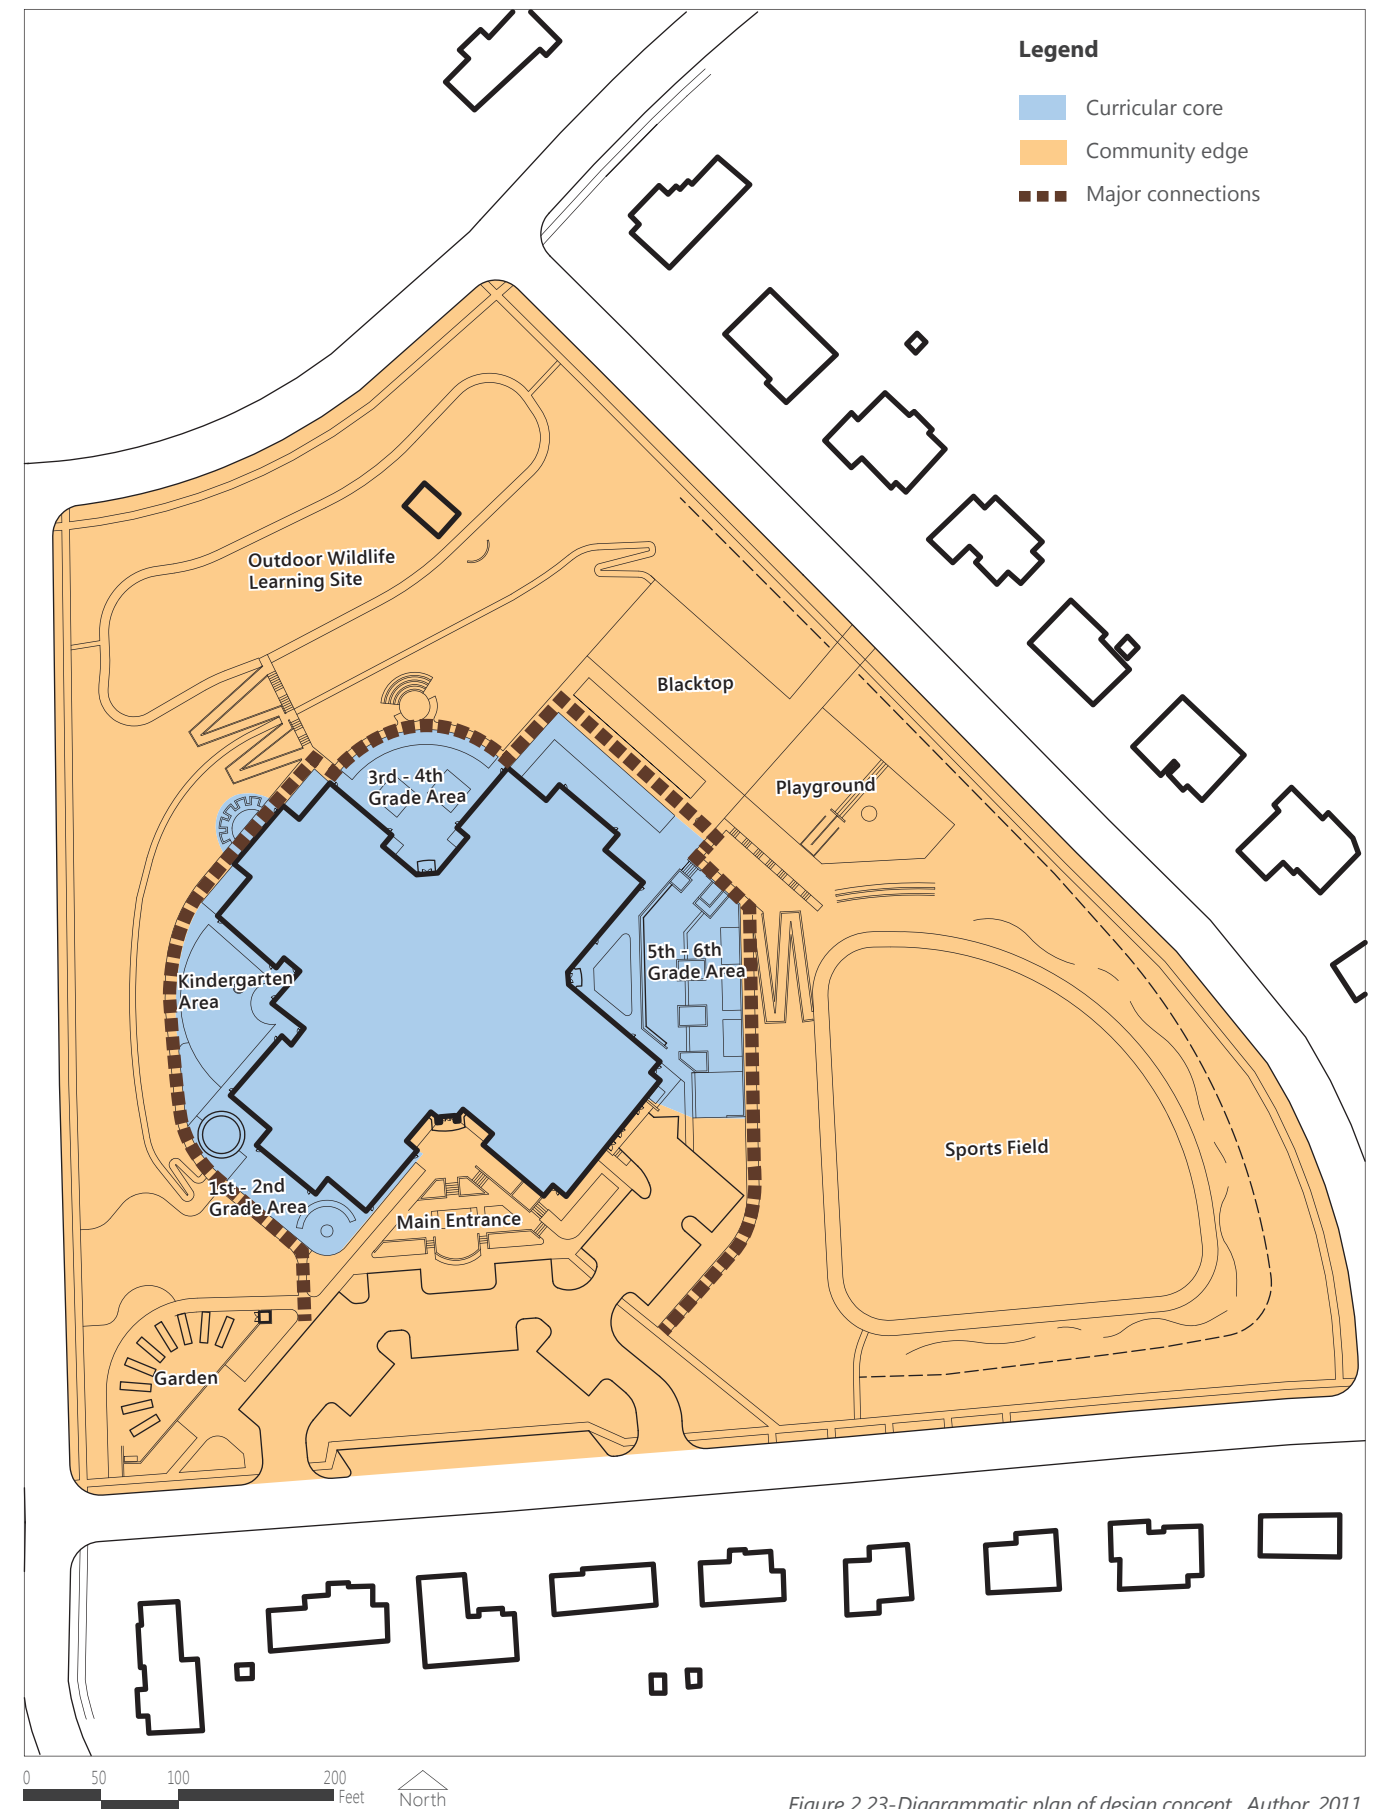 Legend
Curricular core
Community edge
Major connections
Outdoor Wildlife
Learning Site
Blacktop
3rd - 4th
Grade Area
Playground
5th - 6th
Grade Area
Kindergarten
Area
Sports Field
1st - 2nd
Grade Area
Main Entrance
Garden
0 50 100 200
Feet
North
Figure 2.23-Diagrammatic plan of design concept. Author, 2011